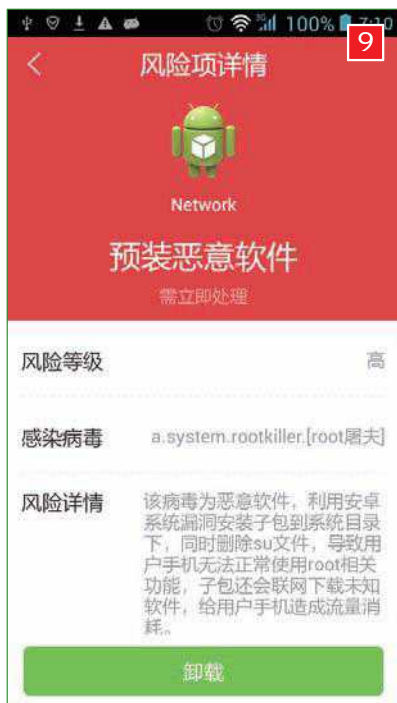 100% 7:10
9
风险项详情
Network
预装恶意软件
需立即处理
风险等级 高
感染病毒 a.system.rootkiller.[root屠夫]
风险详情 该病毒为恶意软件，利用安卓
系统漏洞安装子包到系统目录
下，同时删除su文件，导致用
户手机无法正常使用root相关
功能，子包还会联网下载未知
软件，给用户手机造成流量消
耗。
卸载